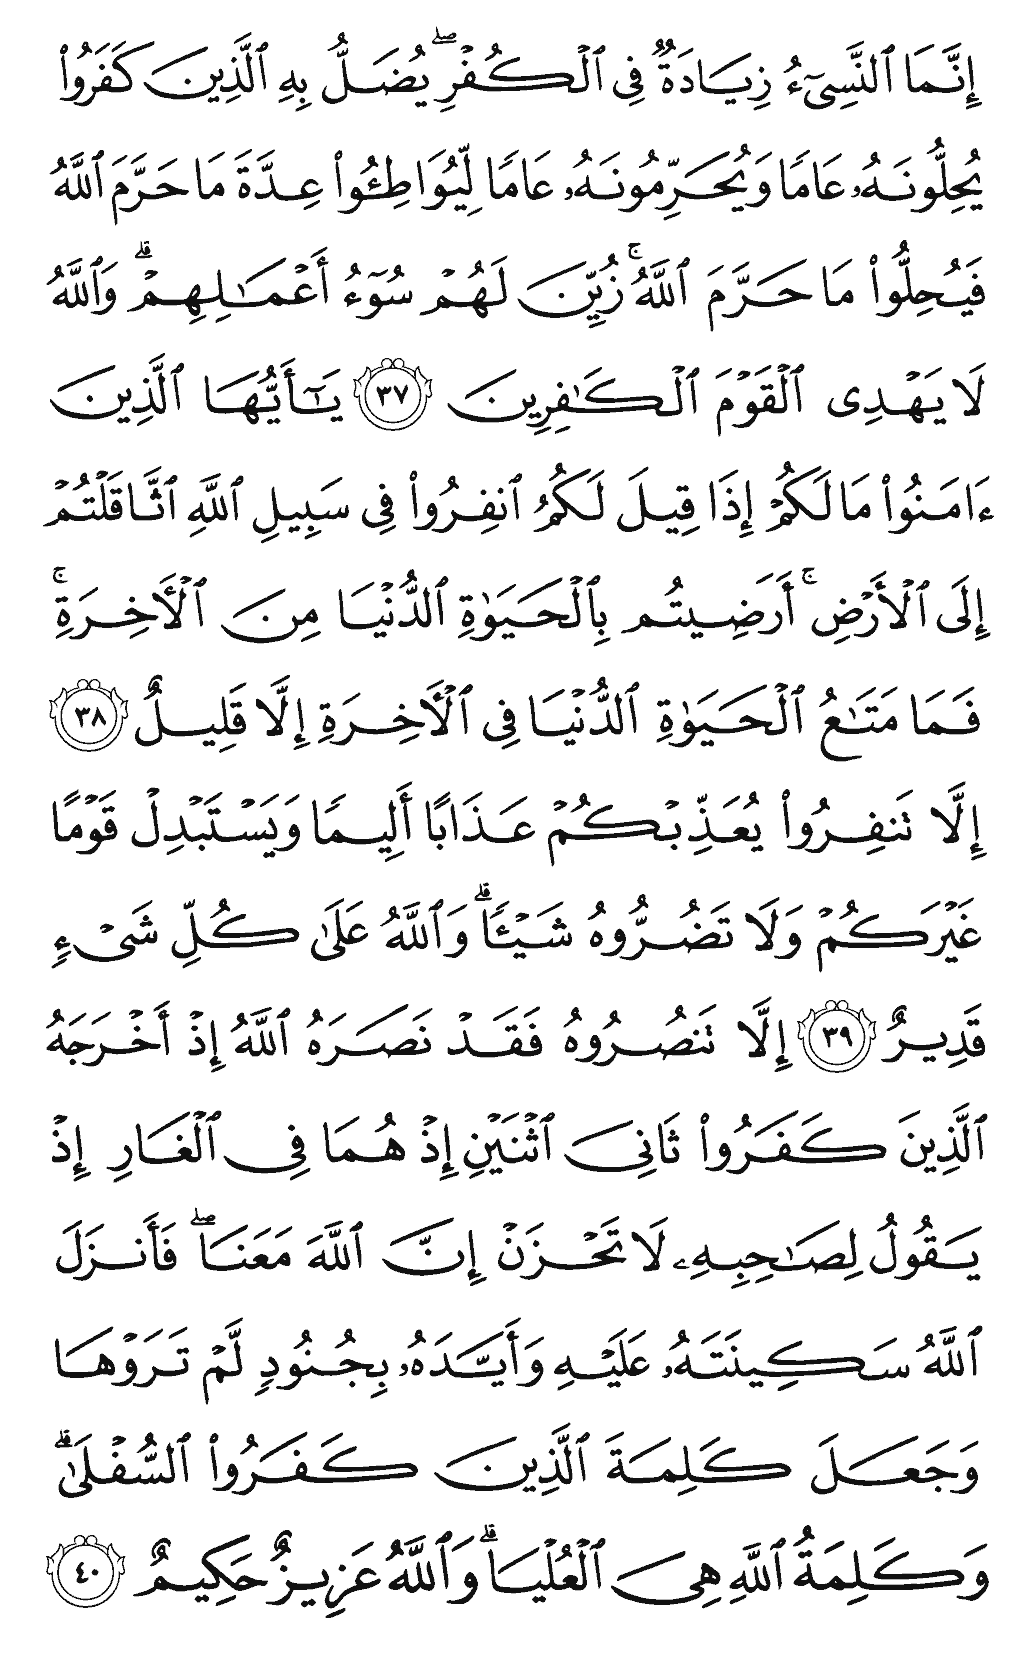 إِنَّمَا ٱلنَّسِىٓءُ زِيَادَةٌ فِى ٱلْكُفْرِ ۖ يُضَلُّ بِهِ ٱلَّذِينَ كَفَرُوا۟
يُحِلُّونَهُۥ عَامًا وَيُحَرِّمُونَهُۥ عَامًا لِّيُوَاطِـُٔوا۟ عِدَّةَ مَا حَرَّمَ ٱللَّهُ
فَيُحِلُّوا۟ مَا حَرَّمَ ٱللَّهُ ۚ زُيِّنَ لَهُمْ سُوٓءُ أَعْمَـٰلِهِمْ ۗ وَٱللَّهُ
لَا يَهْدِى ٱلْقَوْمَ ٱلْكَـٰفِرِينَ ٣٧ يَـٰٓأَيُّهَا ٱلَّذِينَ
ءَامَنُوا۟ مَا لَكُمْ إِذَا قِيلَ لَكُمُ ٱنفِرُوا۟ فِى سَبِيلِ ٱللَّهِ ٱثَّاقَلْتُمْ
إِلَى ٱلْأَرْضِ ۚ أَرَضِيتُم بِٱلْحَيَوٰةِ ٱلدُّنْيَا مِنَ ٱلْـَٔاخِرَةِ ۚ
فَمَا مَتَـٰعُ ٱلْحَيَوٰةِ ٱلدُّنْيَا فِى ٱلْـَٔاخِرَةِ إِلَّا قَلِيلٌ ٣٨
إِلَّا تَنفِرُوا۟ يُعَذِّبْكُمْ عَذَابًا أَلِيمًا وَيَسْتَبْدِلْ قَوْمًا
غَيْرَكُمْ وَلَا تَضُرُّوهُ شَيْـًٔا ۗ وَٱللَّهُ عَلَىٰ كُلِّ شَىْءٍ
قَدِيرٌ ٣٩ إِلَّا تَنصُرُوهُ فَقَدْ نَصَرَهُ ٱللَّهُ إِذْ أَخْرَجَهُ
ٱلَّذِينَ كَفَرُوا۟ ثَانِىَ ٱثْنَيْنِ إِذْ هُمَا فِى ٱلْغَارِ إِذْ
يَقُولُ لِصَـٰحِبِهِۦ لَا تَحْزَنْ إِنَّ ٱللَّهَ مَعَنَا ۖ فَأَنزَلَ
ٱللَّهُ سَكِينَتَهُۥ عَلَيْهِ وَأَيَّدَهُۥ بِجُنُودٍ لَّمْ تَرَوْهَا
وَجَعَلَ كَلِمَةَ ٱلَّذِينَ كَفَرُوا۟ ٱلسُّفْلَىٰ ۗ
وَكَلِمَةُ ٱللَّهِ هِىَ ٱلْعُلْيَا ۗ وَٱللَّهُ عَزِيزٌ حَكِيمٌ ٤٠